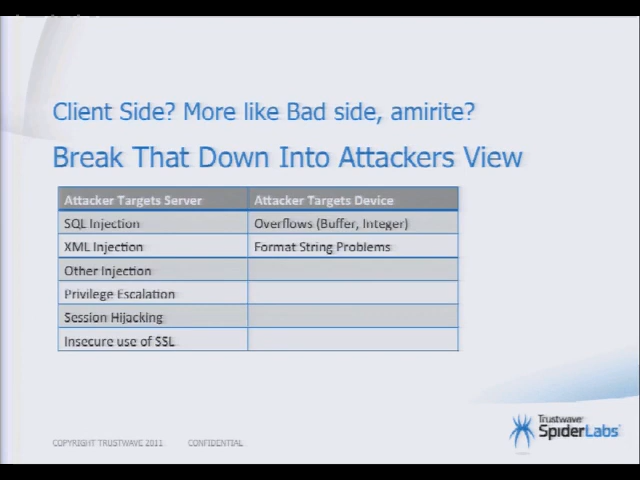 Client Side? More like Bad side, amirite?
Break That Down Into Attackers View
Attacker Targets Server Attacker Targets Device
SQL Injection Overflows (Buffer, Integer)
XML Injection Format String Problems
Other Injection
Privilege Escalation
Session Hijacking
Insecure use of SSL
Trustwave
SpiderLabs
COPYRIGHT TRUSTWAVE 2011 CONFIDENTIAL